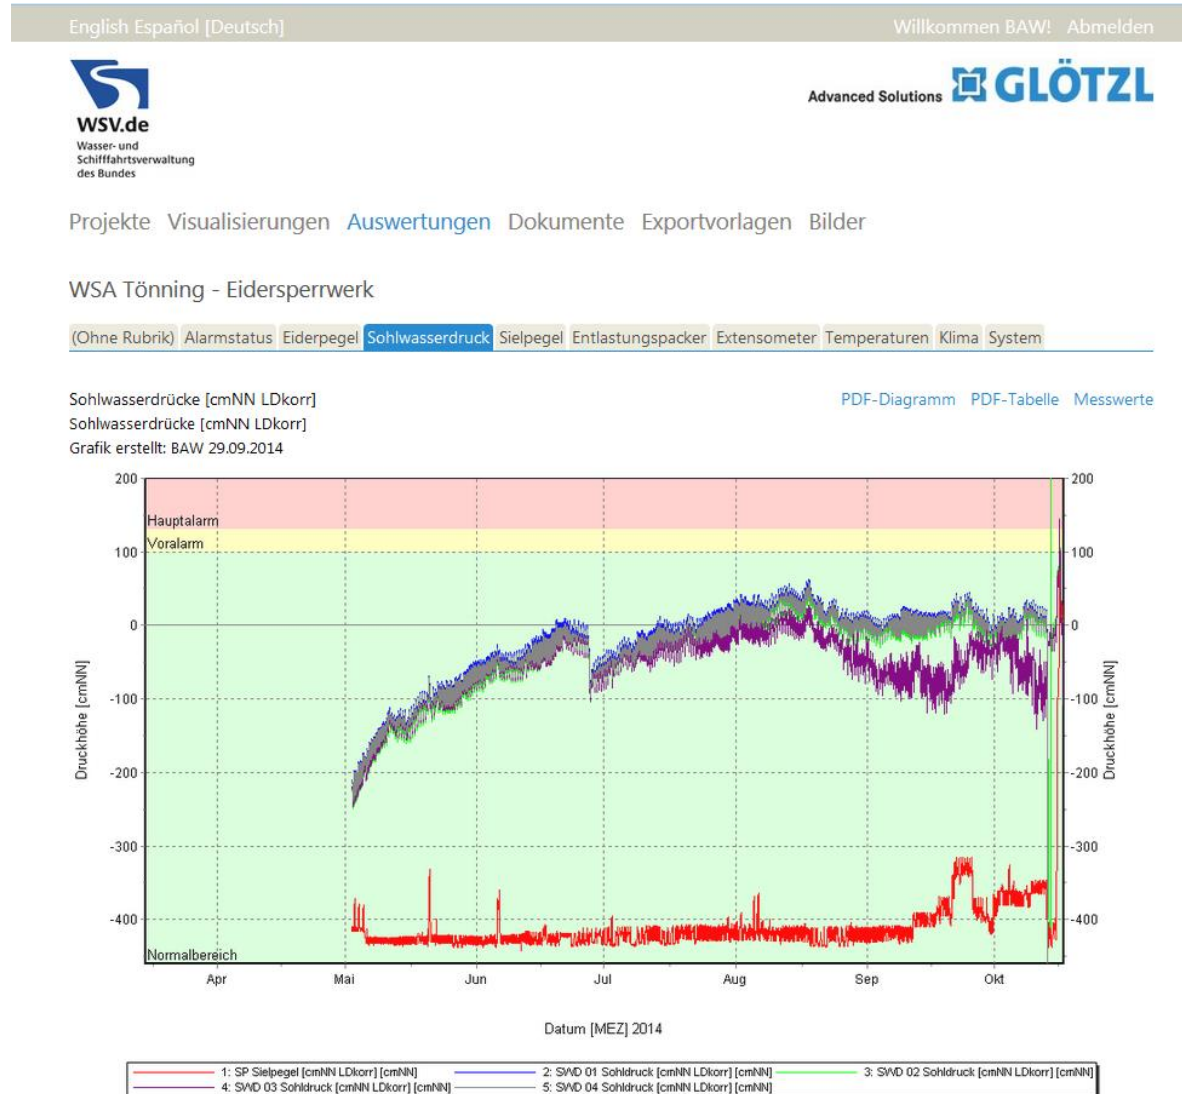 English Español [Deutsch] Willkommen BAW! Abmelden
WSV.de
Wasser- und
Schifffahrtsverwaltung
des Bundes
Advanced Solutions GLÖTZL
Projekte Visualisierungen Auswertungen Dokumente Exportvorlagen Bilder
WSA Tönning - Eidersperrwerk
(Ohne Rubrik) Alarmstatus Eiderpegel Sohlwasserdruck Sielpegel Entlastungspacker Extensometer Temperaturen Klima System
Sohlwasserdrücke [cmNN LDkorr] PDF-Diagramm PDF-Tabelle Messwerte
Sohlwasserdrücke [cmNN LDkorr]
Grafik erstellt: BAW 29.09.2014
200 200
Hauptalarm
Voralarm
100 100
0 0
-100 -100
-200 -200
-300 -300
-400 -400
Druckhöhe [cmNN]
Druckhöhe [cmNN]
Normalbereich
Apr Mai Jun Jul Aug Sep Okt
Datum [MEZ] 2014
1: SP Sielpegel [cmNN LDkorr] [cmNN] 2: SWD 01 Sohldruck [cmNN LDkorr] [cmNN] 3: SWD 02 Sohldruck [cmNN LDkorr] [cmNN]
4: SWD 03 Sohldruck [cmNN LDkorr] [cmNN] 5: SWD 04 Sohldruck [cmNN LDkorr] [cmNN]